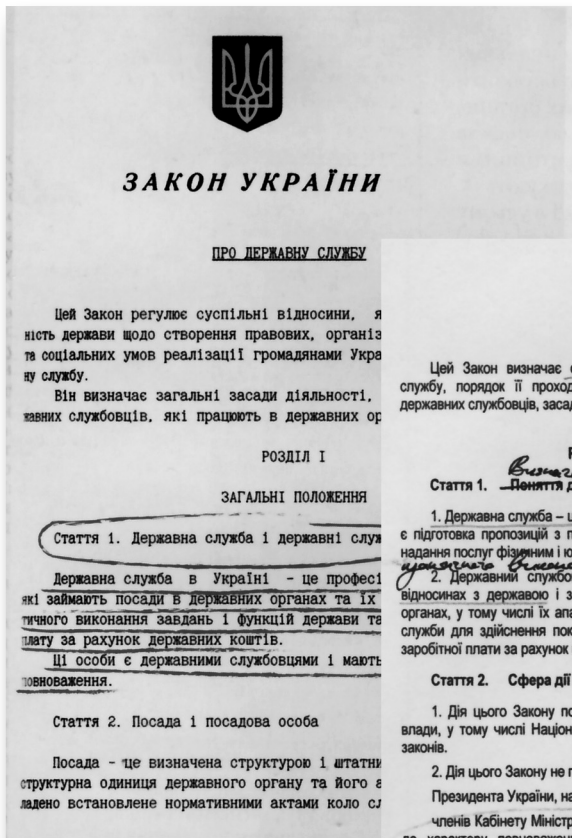 ЗАКОН УКРАЇНИ
ПРО ДЕРЖАВНУ СЛУЖБУ
Цей Закон регулює суспільні відносини, я
ність держави щодо створення правових, організ
та соціальних умов реалізації громадянами Укра
ну службу.
Він визначає загальні засади діяльності,
жавних службовців, які працюють в державних ор
РОЗДІЛ І
ЗАГАЛЬНІ ПОЛОЖЕННЯ
Стаття 1. Державна служба і державні служ
Державна служба в Україні - це професі
які займають посади в державних органах та їх
тичного виконання завдань і функцій держави та
плату за рахунок державних коштів.
Ці особи є державними службовцями і мають
повноваження.
Стаття 2. Посада і посадова особа
Посада - це визначена структурою і штатни
структурна одиниця державного органу та його а
ладено встановлене нормативними актами коло сл
Цей Закон визначає
службу, порядок її проход
державних службовців, засад
Стаття 1. Поняття д
1. Державна служба – ц
є підготовка пропозицій з п
надання послуг фізичним і ю
2. Державний службо
відносинах з державою і з
органах, у тому числі їх апа
служби для здійснення пок
заробітної плати за рахунок
Стаття 2. Сфера дії
1. Дія цього Закону по
влади, у тому числі Націон
законів.
2. Дія цього Закону не п
Президента України, на
членів Кабінету Міністр